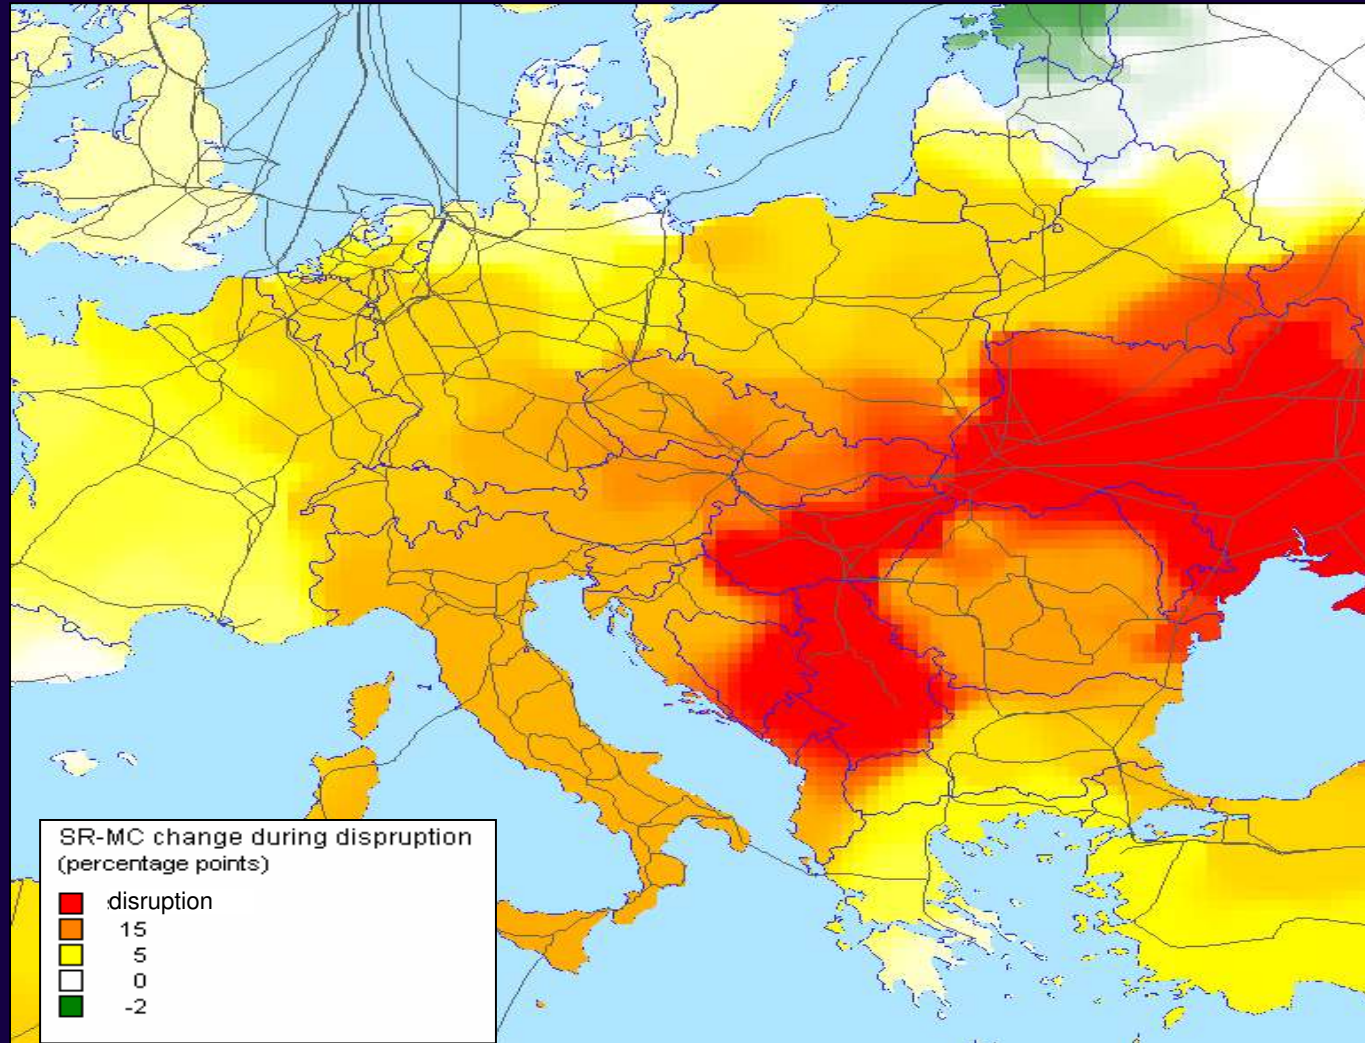 SR-MC change during dispruption
(percentage points)
disruption
15
5
0
-2